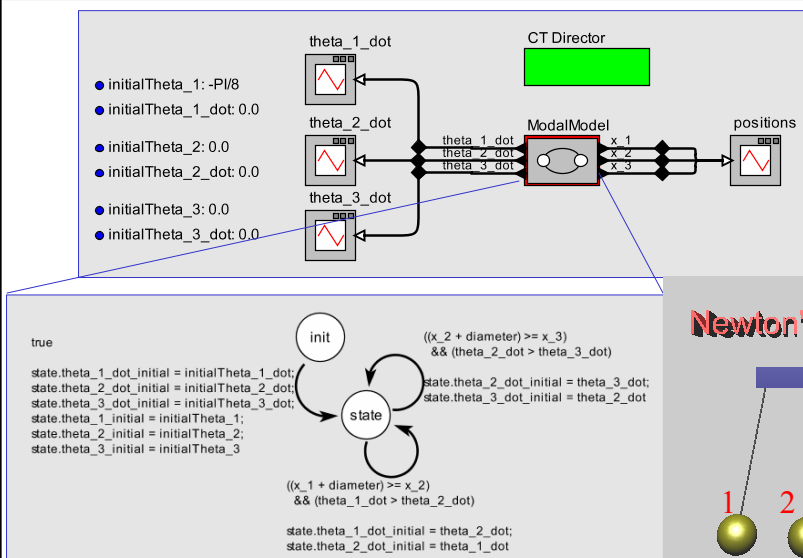 theta_1_dot
CT Director
initialTheta_1: -PI/8
initialTheta_1_dot: 0.0
theta_2_dot
ModalModel
positions
initialTheta_2: 0.0
initialTheta_2_dot: 0.0
theta_1_dot
theta_2_dot
theta_3_dot
x_1
x_2
x_3
theta_3_dot
initialTheta_3: 0.0
initialTheta_3_dot: 0.0
true
init
((x_2 + diameter) >= x_3)
&& (theta_2_dot > theta_3_dot)
state.theta_1_dot_initial = initialTheta_1_dot;
state.theta_2_dot_initial = initialTheta_2_dot;
state.theta_3_dot_initial = initialTheta_3_dot;
state.theta_1_initial = initialTheta_1;
state.theta_2_initial = initialTheta_2;
state.theta_3_initial = initialTheta_3
state.theta_2_dot_initial = theta_3_dot;
state.theta_3_dot_initial = theta_2_dot
state
((x_1 + diameter) >= x_2)
&& (theta_1_dot > theta_2_dot)
state.theta_1_dot_initial = theta_2_dot;
state.theta_2_dot_initial = theta_1_dot
Newton'
1 2